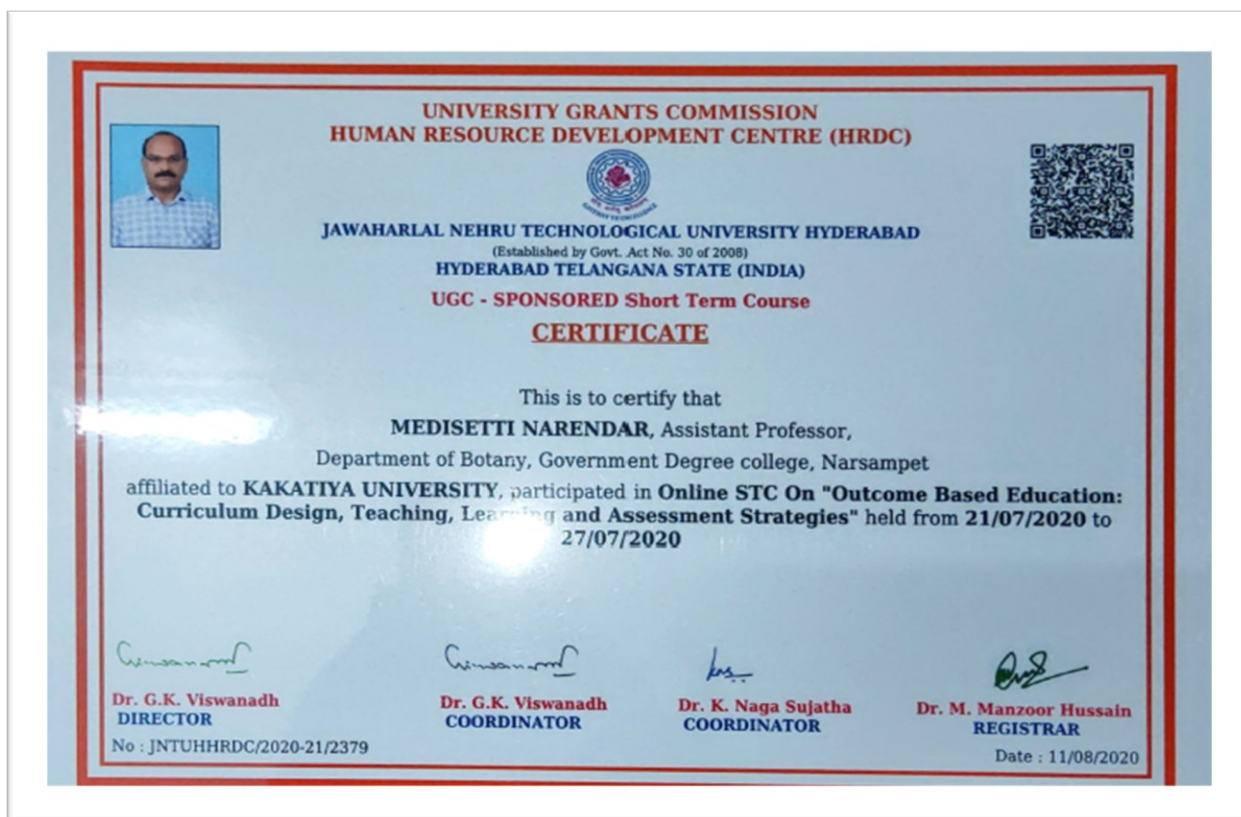 UNIVERSITY GRANTS COMMISSION
HUMAN RESOURCE DEVELOPMENT CENTRE (HRDC)
JAWAHARLAL NEHRU TECHNOLOGICAL UNIVERSITY HYDERABAD
(Established by Govt. Act No. 30 of 2008)
HYDERABAD TELANGANA STATE (INDIA)
UGC - SPONSORED Short Term Course
CERTIFICATE
This is to certify that
MEDISETTI NARENDAR, Assistant Professor,
Department of Botany, Government Degree college, Narsampet
affiliated to KAKATIYA UNIVERSITY, participated in Online STC On "Outcome Based Education:
Curriculum Design, Teaching, Learning and Assessment Strategies" held from 21/07/2020 to
27/07/2020
Dr. G.K. Viswanadh
DIRECTOR
No : JNTUHHRDC/2020-21/2379
Dr. G.K. Viswanadh
COORDINATOR
Dr. K. Naga Sujatha
COORDINATOR
Dr. M. Manzoor Hussain
REGISTRAR
Date : 11/08/2020